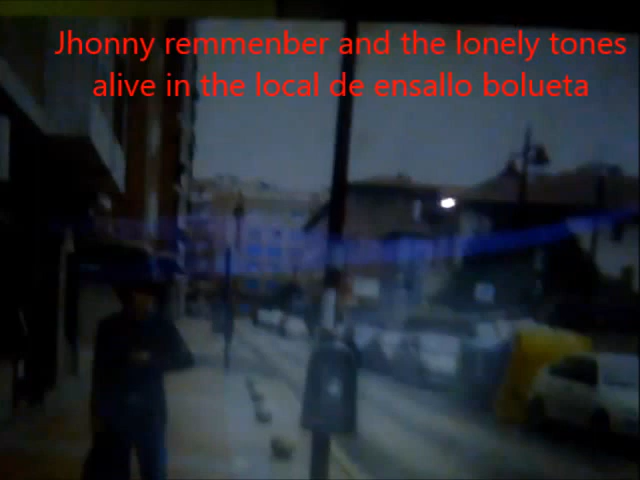 Jhonny remmenber and the lonely tones
alive in the local de ensallo bolueta